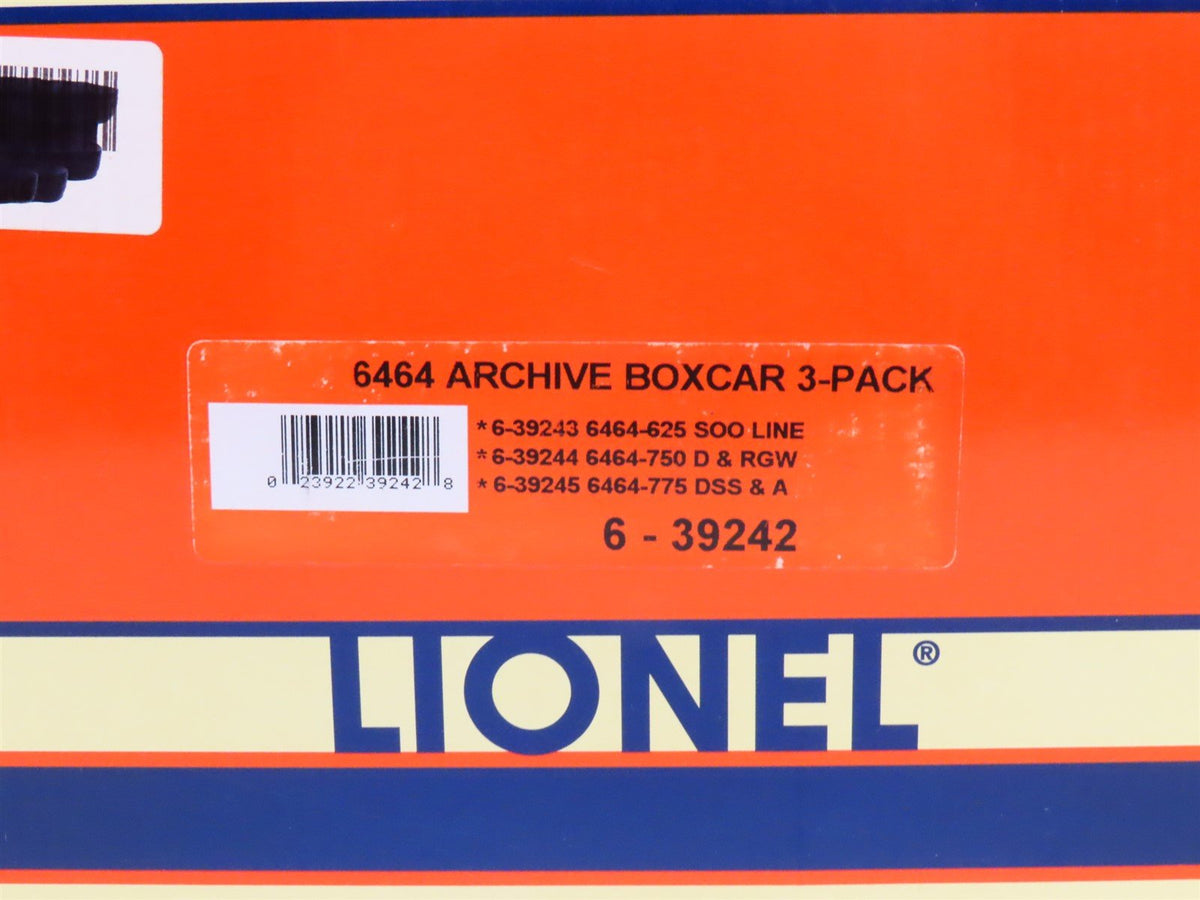 6464 ARCHIVE BOXCAR 3-PACK
* 6-39243 6464-625 SOO LINE
* 6-39244 6464-750 D & RGW
* 6-39245 6464-775 DSS & A
0 23922 39242 8
6 - 39242
LIONEL®